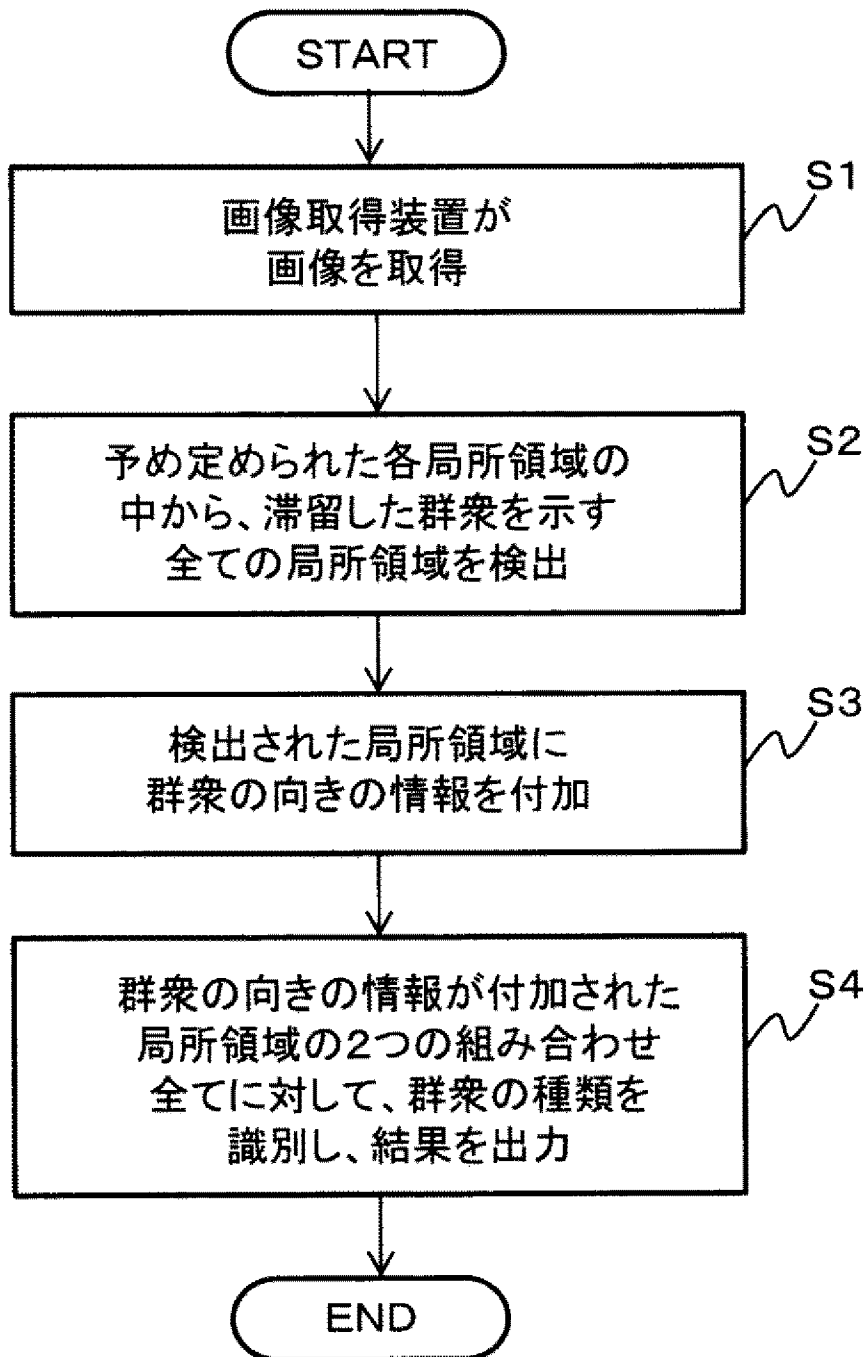 START
S1
画像取得装置が
画像を取得
S2
予め定められた各局所領域の
中から、滞留した群衆を示す
全ての局所領域を検出
S3
検出された局所領域に
群衆の向きの情報を付加
S4
群衆の向きの情報が付加された
局所領域の2つの組み合わせ
全てに対して、群衆の種類を
識別し、結果を出力
END